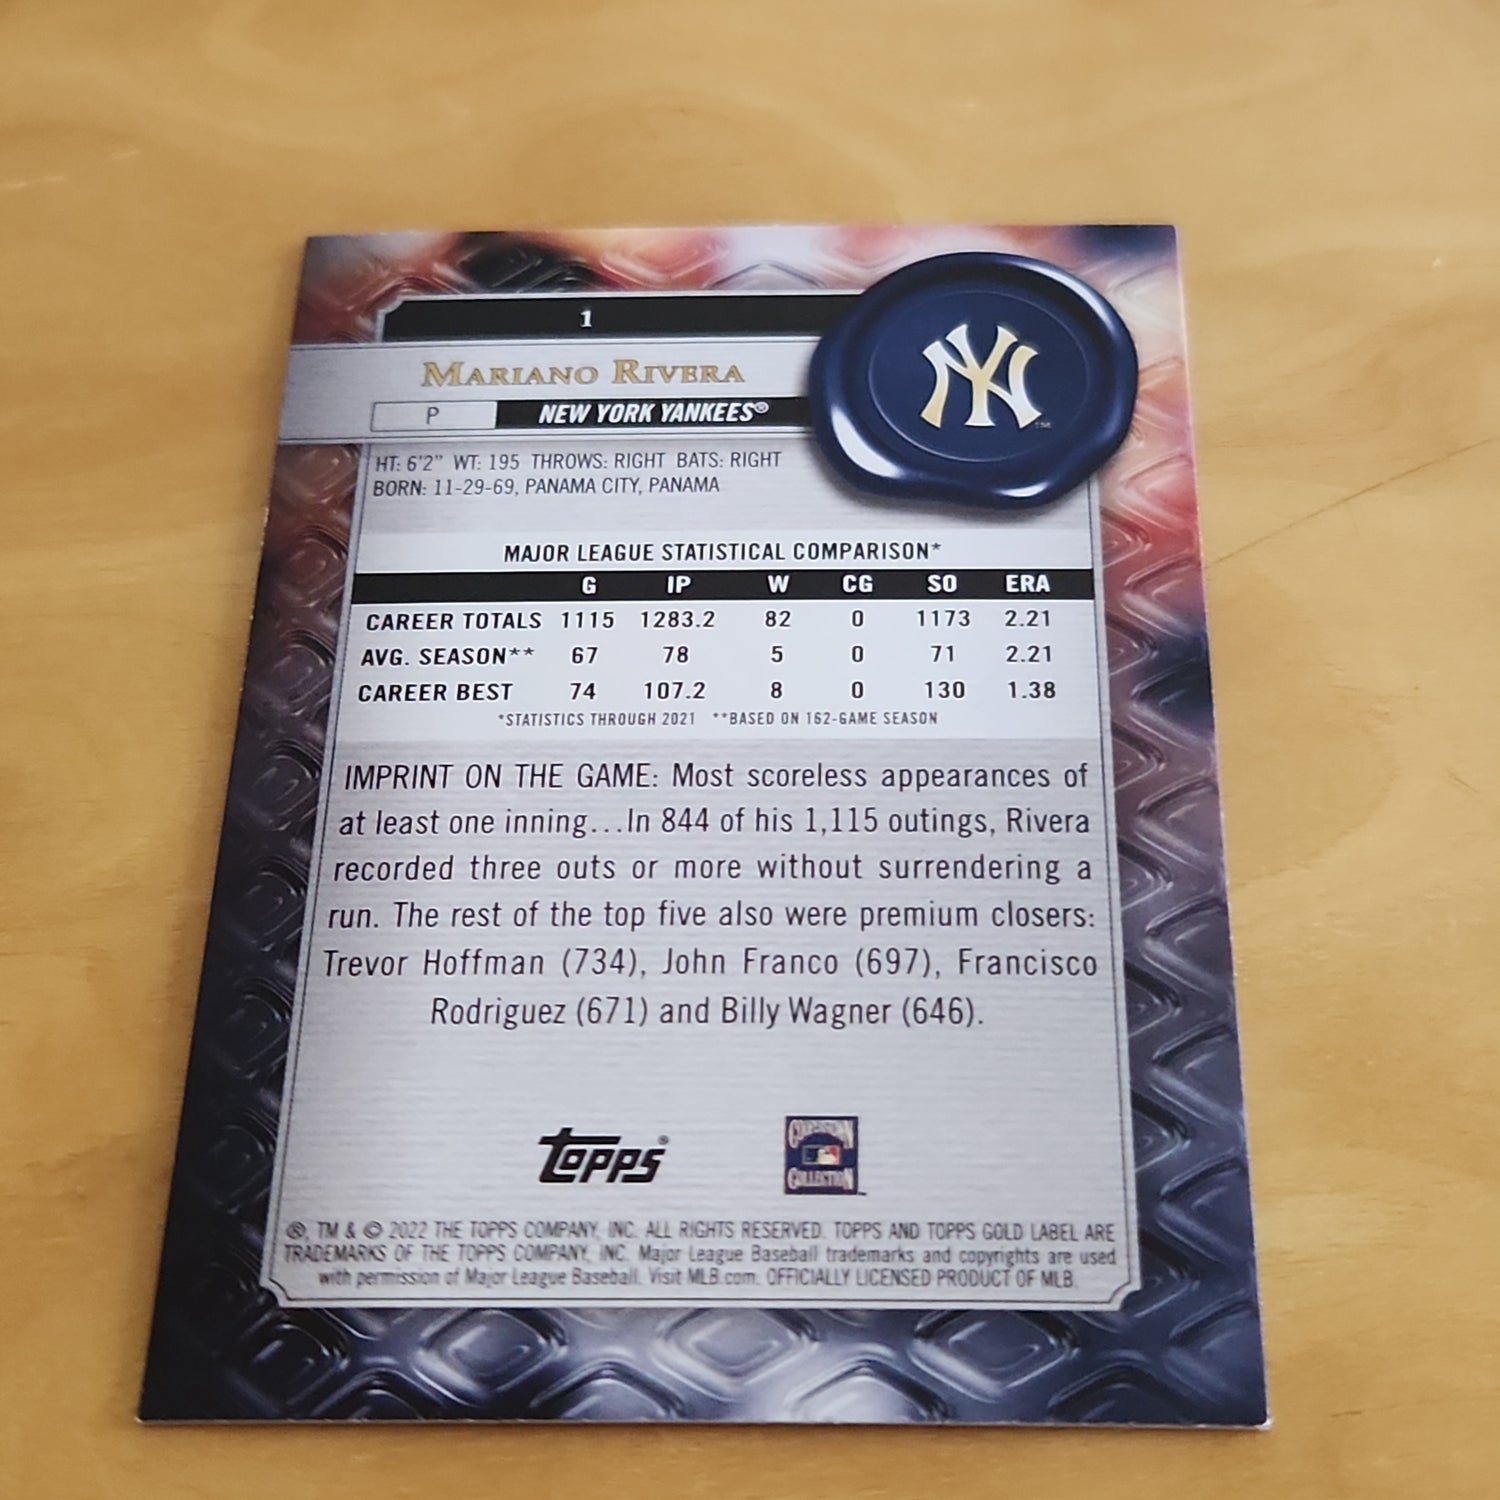 1
MARIANO RIVERA
P NEW YORK YANKEES®
NY™
HT: 6'2" WT: 195 THROWS: RIGHT BATS: RIGHT
BORN: 11-29-69, PANAMA CITY, PANAMA
MAJOR LEAGUE STATISTICAL COMPARISON*
G IP W CG SO ERA
CAREER TOTALS 1115 1283.2 82 0 1173 2.21
AVG. SEASON** 67 78 5 0 71 2.21
CAREER BEST 74 107.2 8 0 130 1.38
*STATISTICS THROUGH 2021 **BASED ON 162-GAME SEASON
IMPRINT ON THE GAME: Most scoreless appearances of
at least one inning...In 844 of his 1,115 outings, Rivera
recorded three outs or more without surrendering a
run. The rest of the top five also were premium closers:
Trevor Hoffman (734), John Franco (697), Francisco
Rodriguez (671) and Billy Wagner (646).
Topps®
COOPERSTOWN
COLLECTION™
®, TM & © 2022 THE TOPPS COMPANY, INC. ALL RIGHTS RESERVED. TOPPS AND TOPPS GOLD LABEL ARE
TRADEMARKS OF THE TOPPS COMPANY, INC. Major League Baseball trademarks and copyrights are used
with permission of Major League Baseball. Visit MLB.com. OFFICIALLY LICENSED PRODUCT OF MLB.